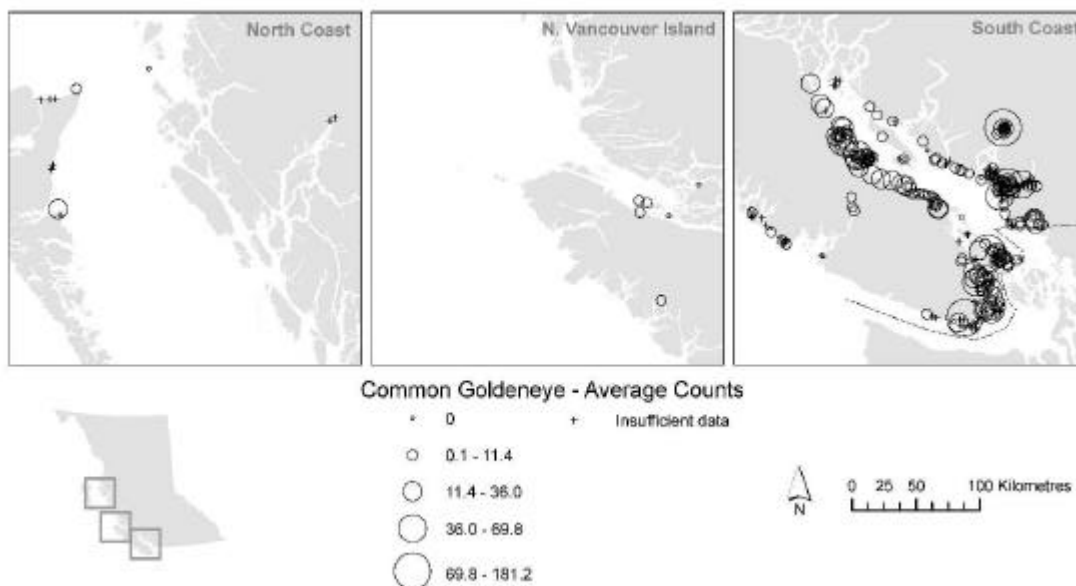 North Coast
N. Vancouver Island
South Coast
Common Goldeneye - Average Counts
0
Insufficient data
0.1 - 11.4
11.4 - 36.0
36.0 - 69.8
69.8 - 181.2
N
0 25 50 100 Kilometres